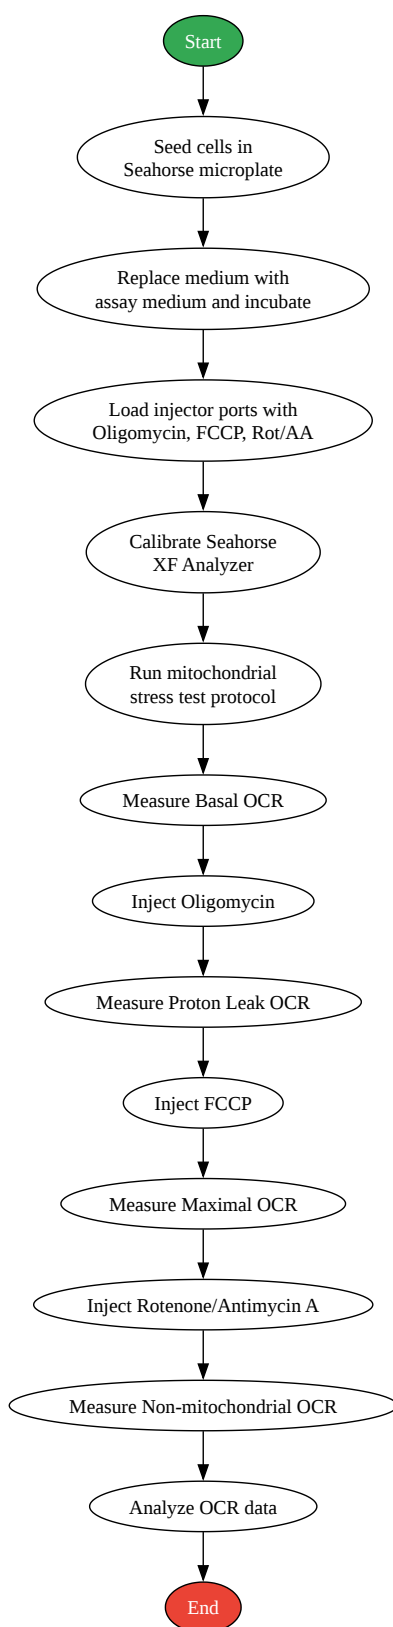 Start
Seed cells in
Seahorse microplate
Replace medium with
assay medium and incubate
Load injector ports with
Oligomycin, FCCP, Rot/AA
Calibrate Seahorse
XF Analyzer
Run mitochondrial
stress test protocol
Measure Basal OCR
Inject Oligomycin
Measure Proton Leak OCR
Inject FCCP
Measure Maximal OCR
Inject Rotenone/Antimycin A
Measure Non-mitochondrial OCR
Analyze OCR data
End